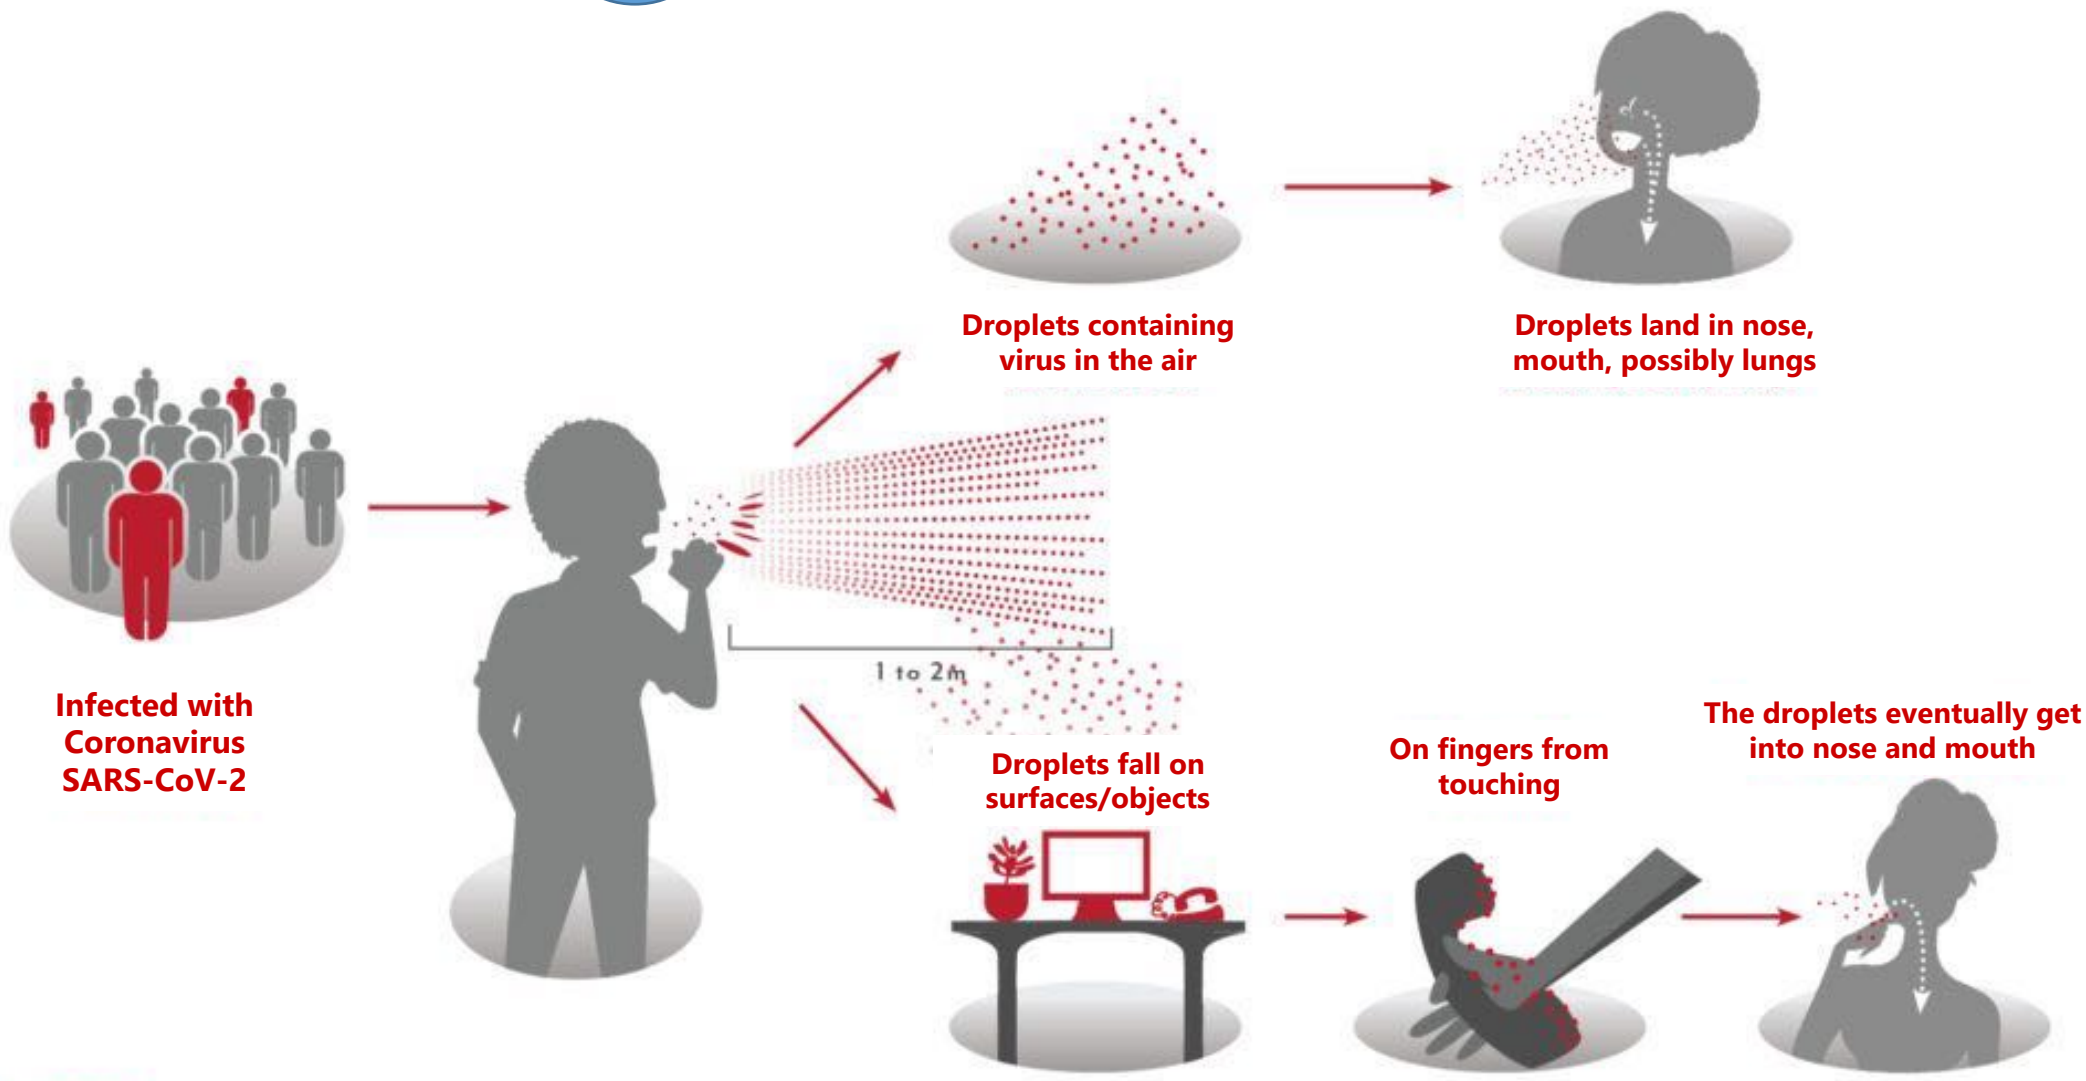 Infected with
Coronavirus
SARS-CoV-2
1 to 2m
Droplets containing
virus in the air
Droplets land in nose,
mouth, possibly lungs
Droplets fall on
surfaces/objects
On fingers from
touching
The droplets eventually get
into nose and mouth